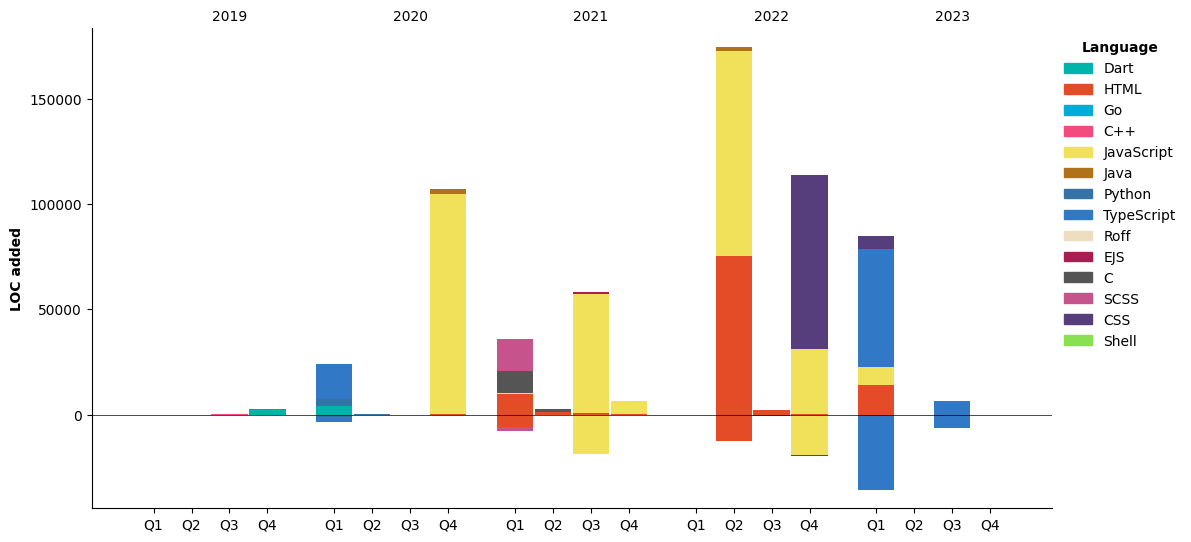 2019 2020 2021 2022 2023
LOC added
150000
100000
50000
0
Q1 Q2 Q3 Q4 Q1 Q2 Q3 Q4 Q1 Q2 Q3 Q4 Q1 Q2 Q3 Q4 Q1 Q2 Q3 Q4
Language
Dart
HTML
Go
C++
JavaScript
Java
Python
TypeScript
Roff
EJS
C
SCSS
CSS
Shell